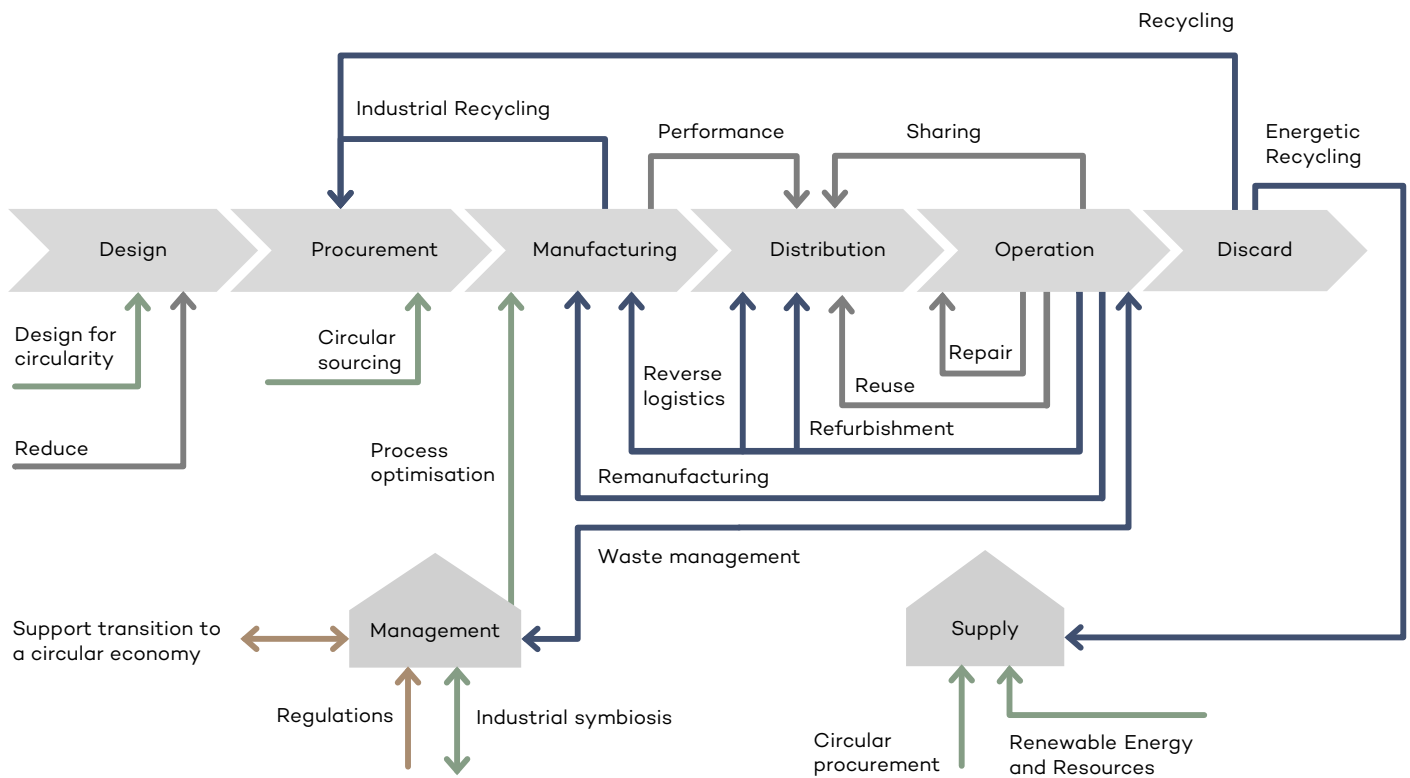 Recycling
Industrial Recycling
Performance
Sharing
Energetic
Recycling
Design
Procurement
Manufacturing
Distribution
Operation
Discard
Design for
circularity
Circular
sourcing
Repair
Reverse
logistics
Reuse
Refurbishment
Reduce
Process
optimisation
Remanufacturing
Waste management
Support transition to
a circular economy
Management
Supply
Regulations
Industrial symbiosis
Circular
procurement
Renewable Energy
and Resources